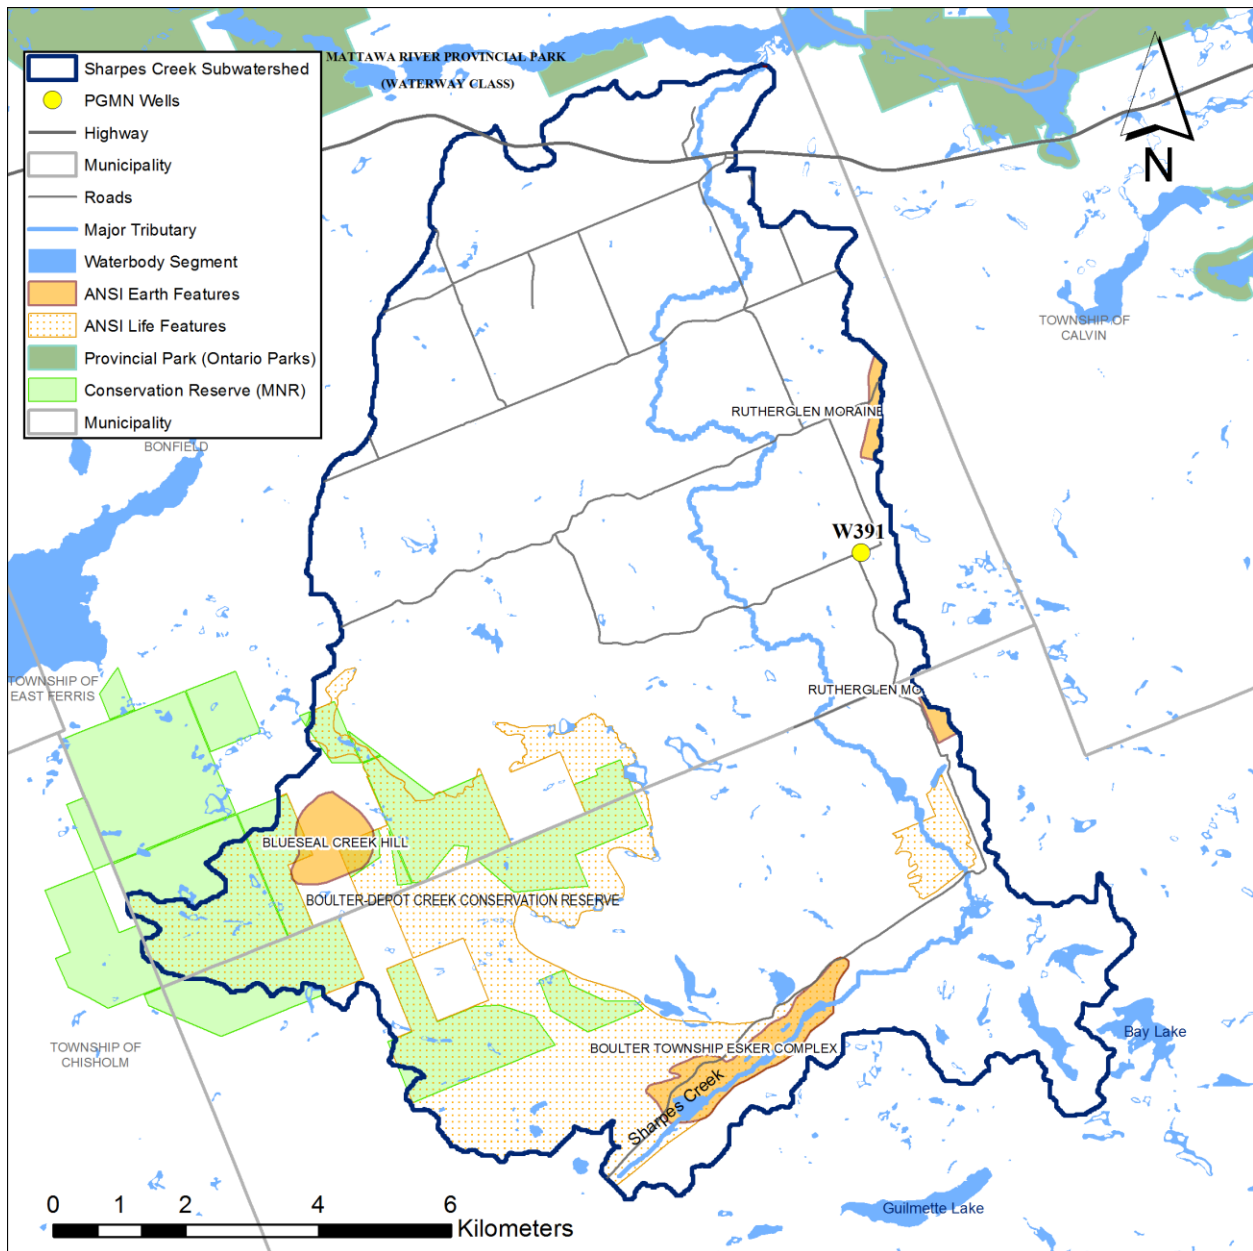 MATTAWA RIVER PROVINCIAL PARK
(WATERWAY CLASS)
Sharpes Creek Subwatershed
PGMN Wells
Highway
Municipality
Roads
Major Tributary
Waterbody Segment
ANSI Earth Features
ANSI Life Features
Provincial Park (Ontario Parks)
Conservation Reserve (MNR)
Municipality
N
TOWNSHIP OF
CALVIN
RUTHERGLEN MORAINE
BONFIELD
W391
TOWNSHIP OF
EAST FERRIS
RUTHERGLEN MO
BLUESEAL CREEK HILL
BOULTER-DEPOT CREEK CONSERVATION RESERVE
TOWNSHIP OF
CHISHOLM
BOULTER TOWNSHIP ESKER COMPLEX
Bay Lake
Sharpes Creek
Guilmette Lake
0 1 2 4 6
Kilometers